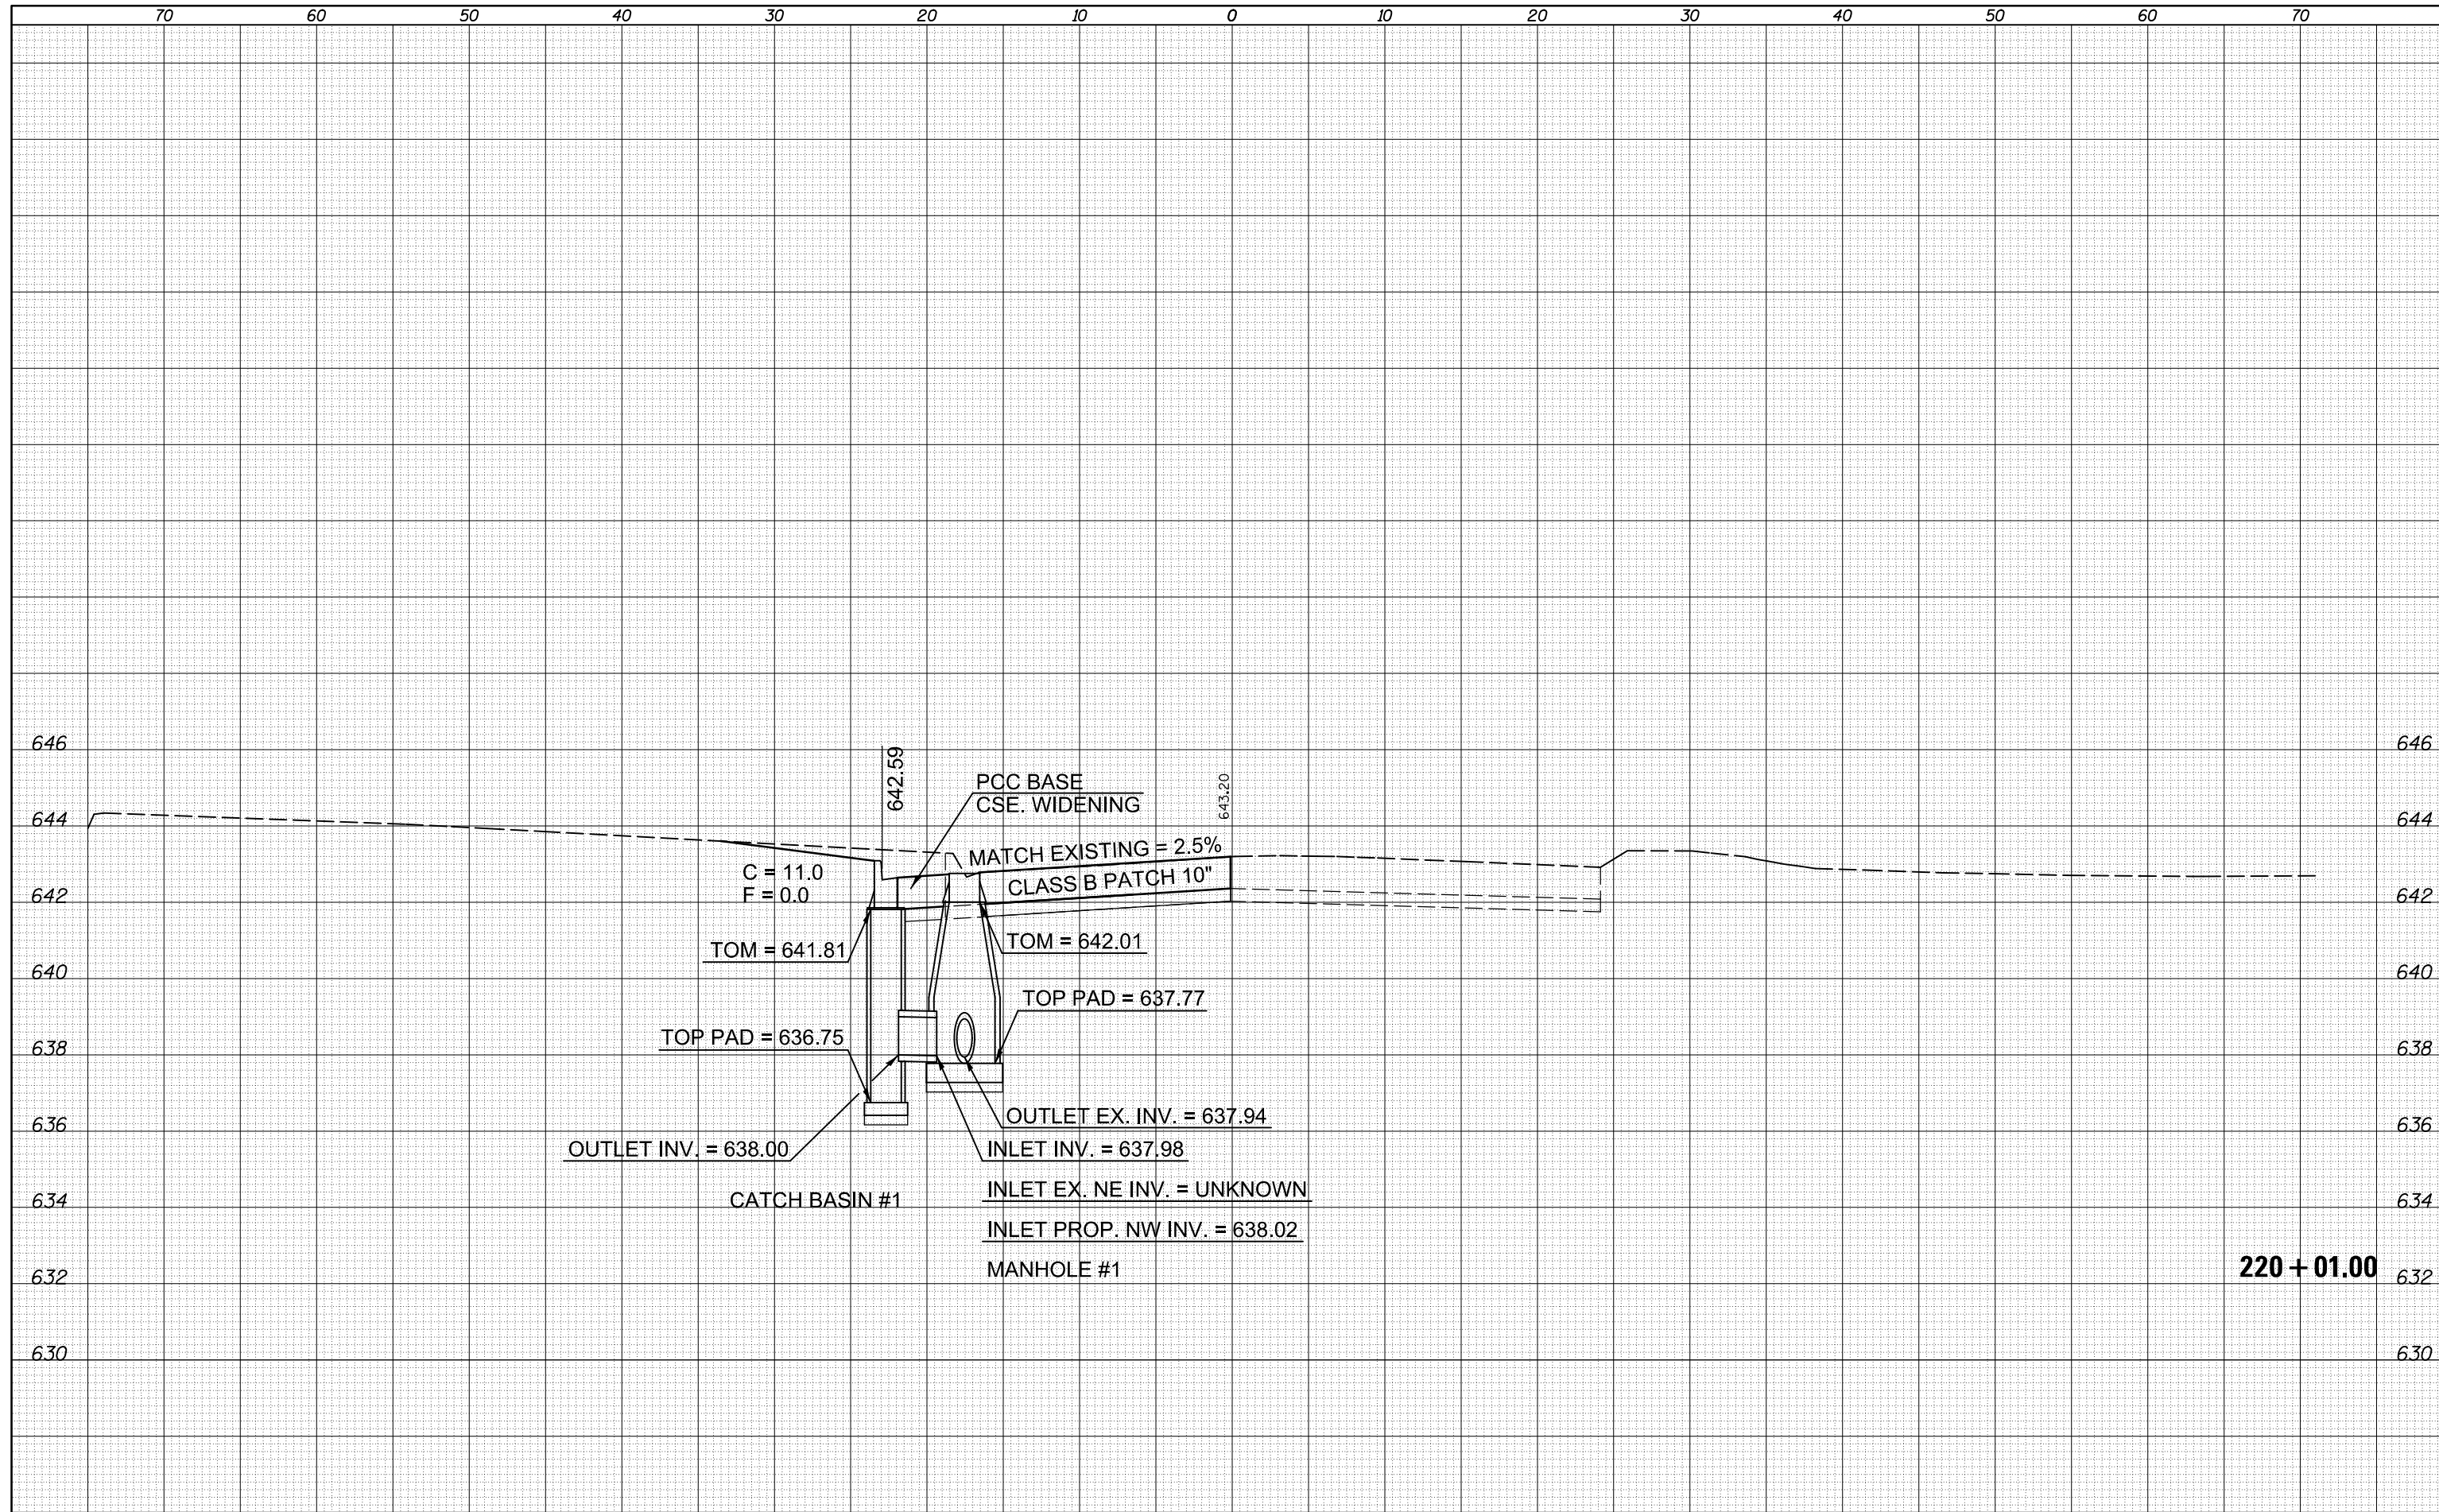 70 60 50 40 30 20 10 0 10 20 30 40 50 60 70
646 646
642.59
643.20
PCC BASE
CSE. WIDENING
644 644
MATCH EXISTING = 2.5%
C = 11.0
CLASS B PATCH 10"
F = 0.0
642 642
TOM = 641.81
TOM = 642.01
640 640
TOP PAD = 637.77
TOP PAD = 636.75
638 638
OUTLET EX. INV. = 637.94
636 636
OUTLET INV. = 638.00
INLET INV. = 637.98
INLET EX. NE INV. = UNKNOWN
CATCH BASIN #1
634 634
INLET PROP. NW INV. = 638.02
MANHOLE #1
220 + 01.00
632 632
630 630